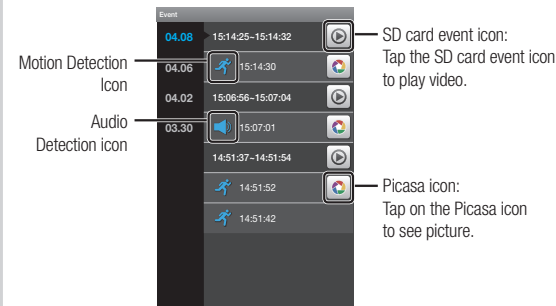 Event
04.08
15:14:25~15:14:32
04.06
15:14:30
04.02
15:06:56~15:07:04
03.30
15:07:01
14:51:37~14:51:54
14:51:52
14:51:42
Motion Detection
Icon
Audio
Detection icon
SD card event icon:
Tap the SD card event icon
to play video.
Picasa icon:
Tap on the Picasa icon
to see picture.